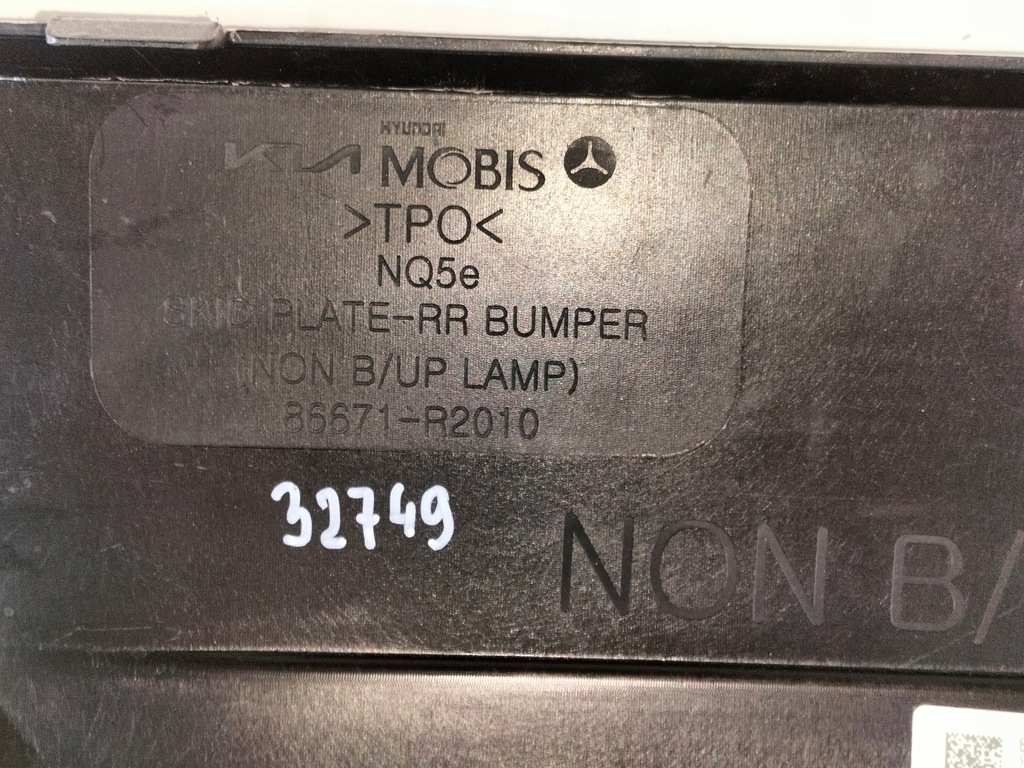 HYUNDAI
KIA MOBIS
>TPO<
NQ5e
SKID PLATE-RR BUMPER
(NON B/UP LAMP)
86671-R2010
32749
NON B/